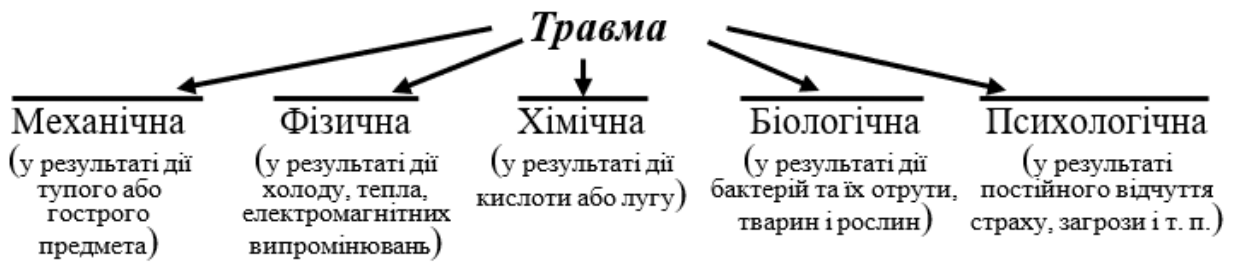 Травма
Механічна
(у результаті дії
тупого або
гострого
предмета)
Фізична
(у результаті дії
холоду, тепла,
електромагнітних
випромінювань)
Хімічна
(у результаті дії
кислоти або лугу)
Біологічна
(у результаті дії
бактерій та їх отрути,
тварин і рослин)
Психологічна
(у результаті
постійного відчуття
страху, загрози і т. п.)